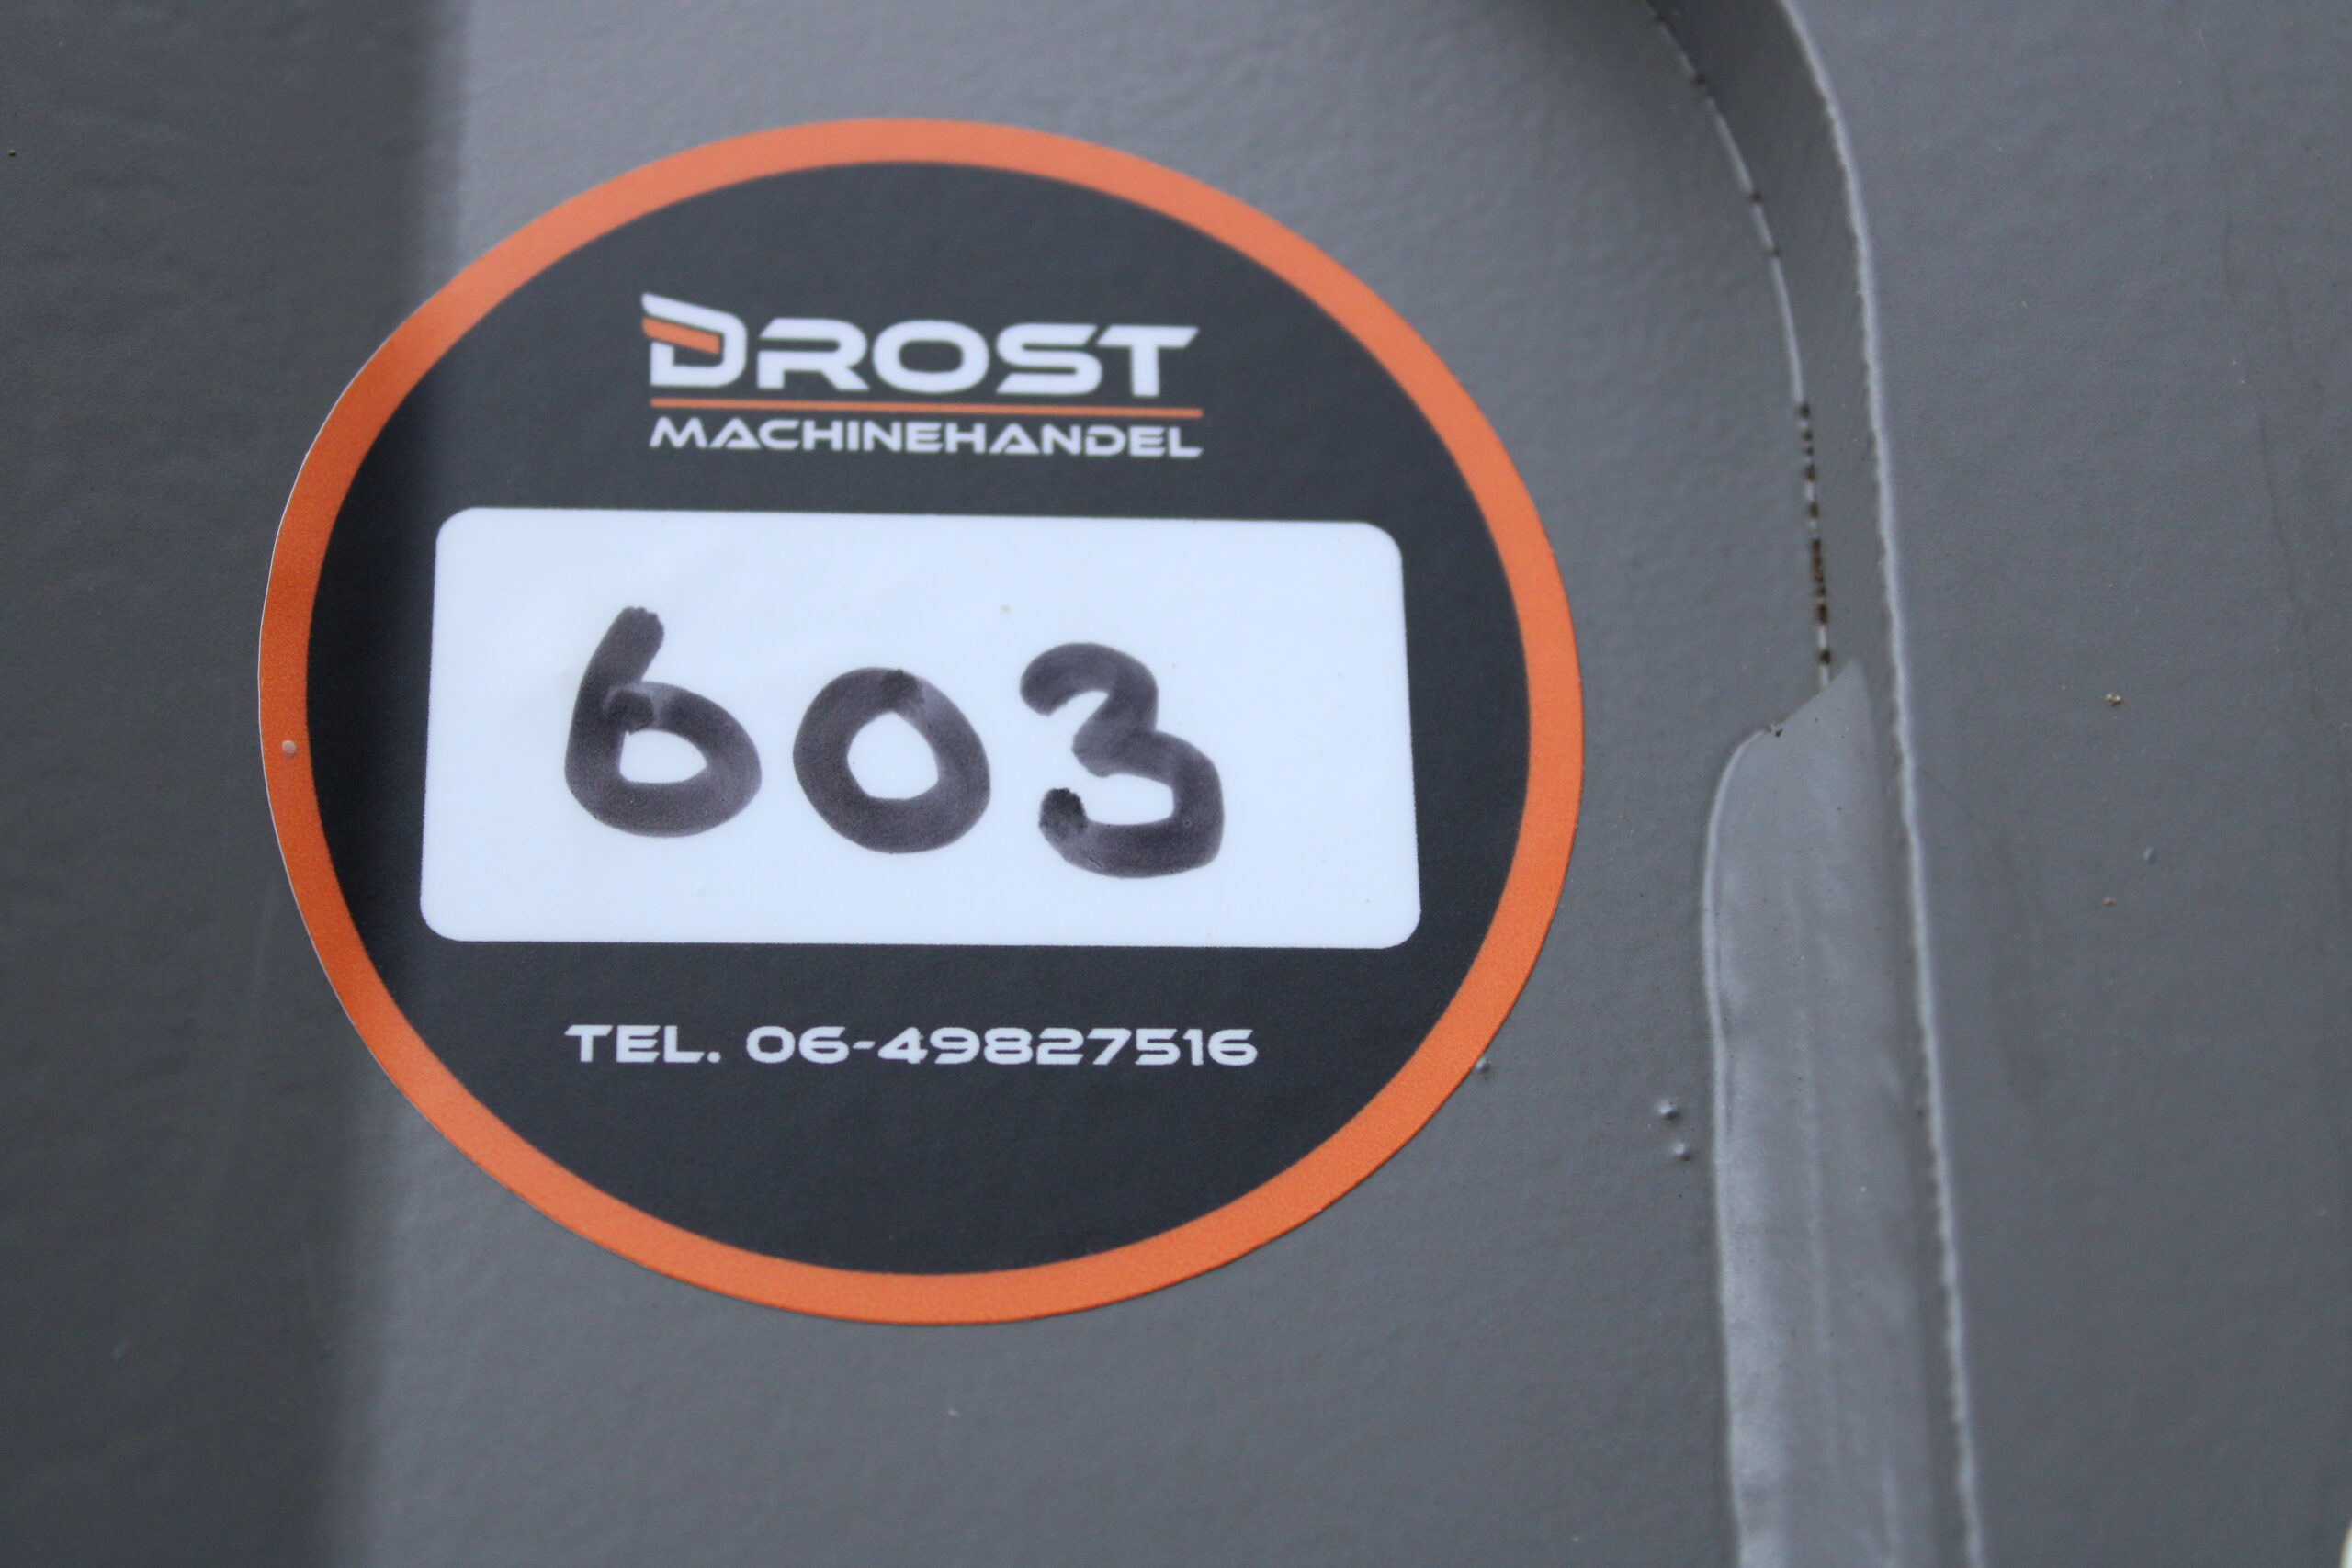 DROST
MACHINEHANDEL
603
TEL. 06-49827516